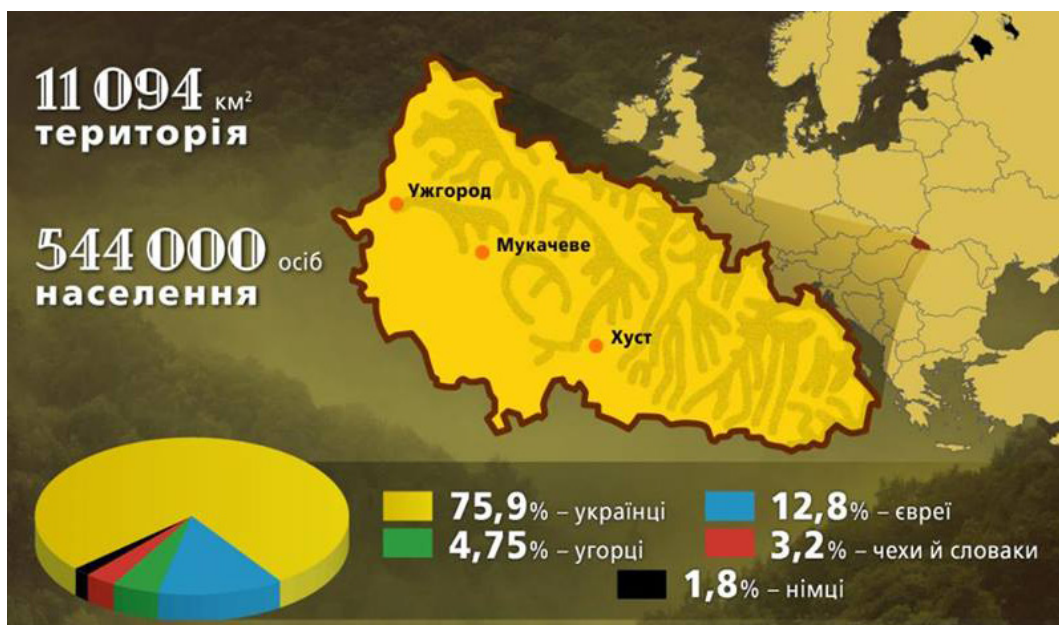 11 094 км²
територія
544 000 осіб
населення
Ужгород
Мукачеве
Хуст
75,9% – українці
12,8% – євреї
4,75% – угорці
3,2% – чехи й словаки
1,8% – німці